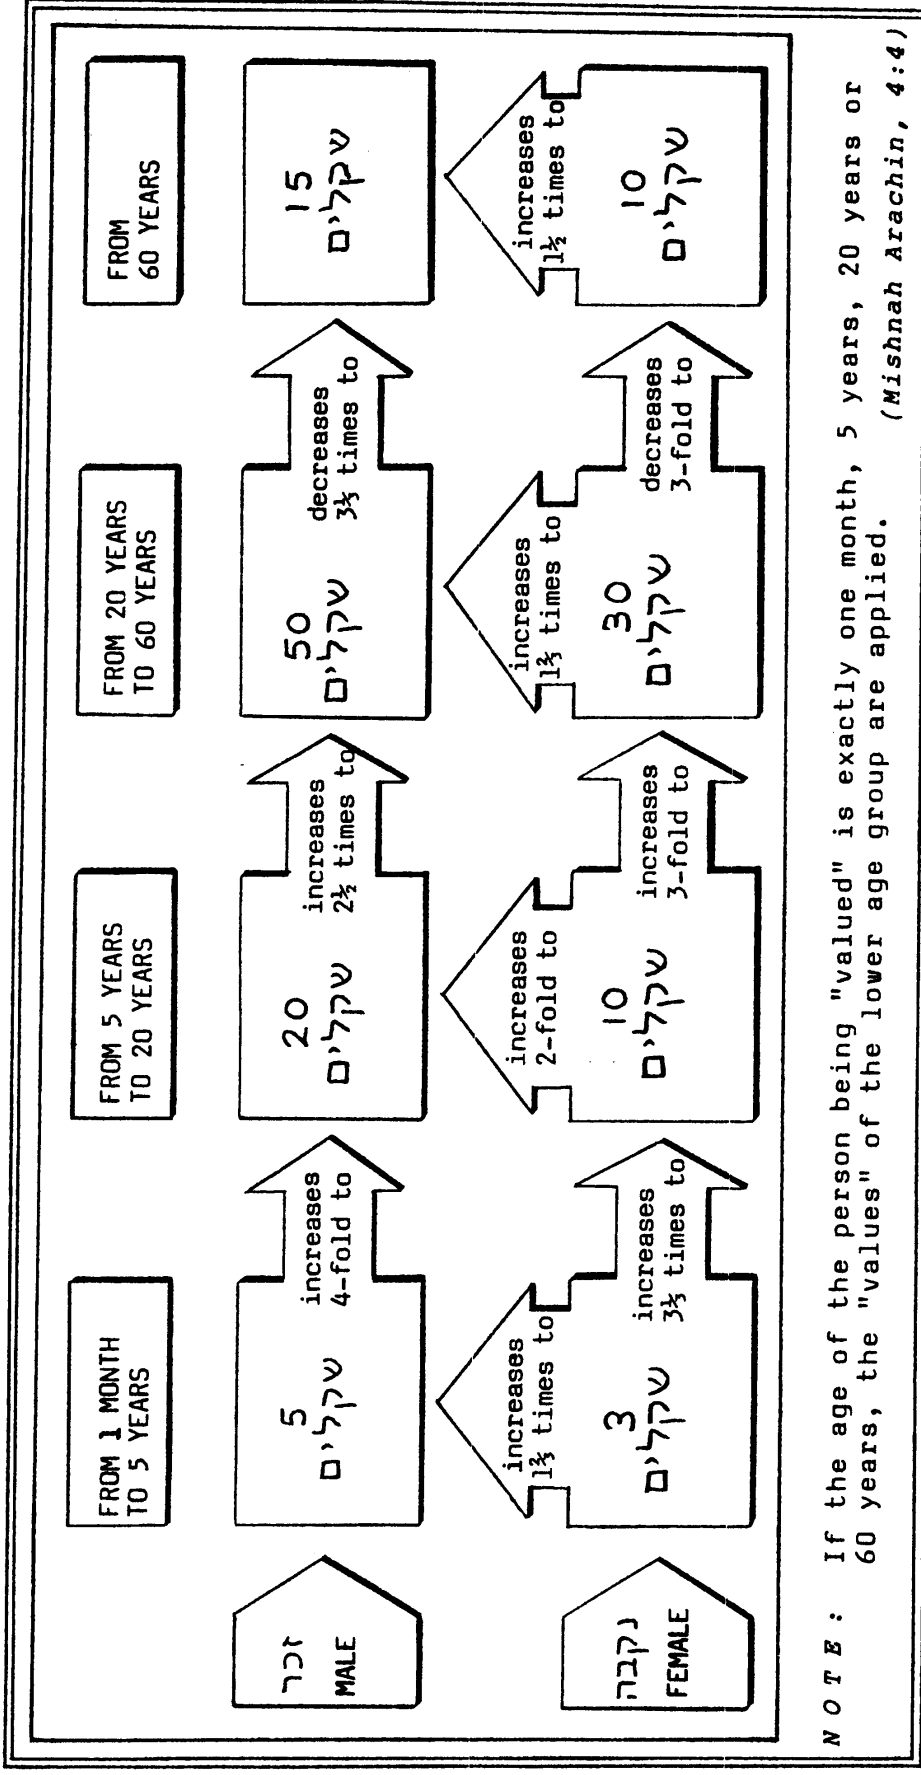 FROM 1 MONTH
TO 5 YEARS
FROM 5 YEARS
TO 20 YEARS
FROM 20 YEARS
TO 60 YEARS
FROM
60 YEARS
זכר
MALE
5
שקלים
increases
4-fold to
20
שקלים
increases
2½ times to
50
שקלים
decreases
3⅓ times to
15
שקלים
increases
1⅔ times to
increases
2-fold to
increases
1⅔ times to
increases
1½ times to
נקבה
FEMALE
3
שקלים
increases
3⅓ times to
10
שקלים
increases
3-fold to
30
שקלים
decreases
3-fold to
10
שקלים
NOTE: If the age of the person being "valued" is exactly one month, 5 years, 20 years or
60 years, the "values" of the lower age group are applied.
(Mishnah Arachin, 4:4)